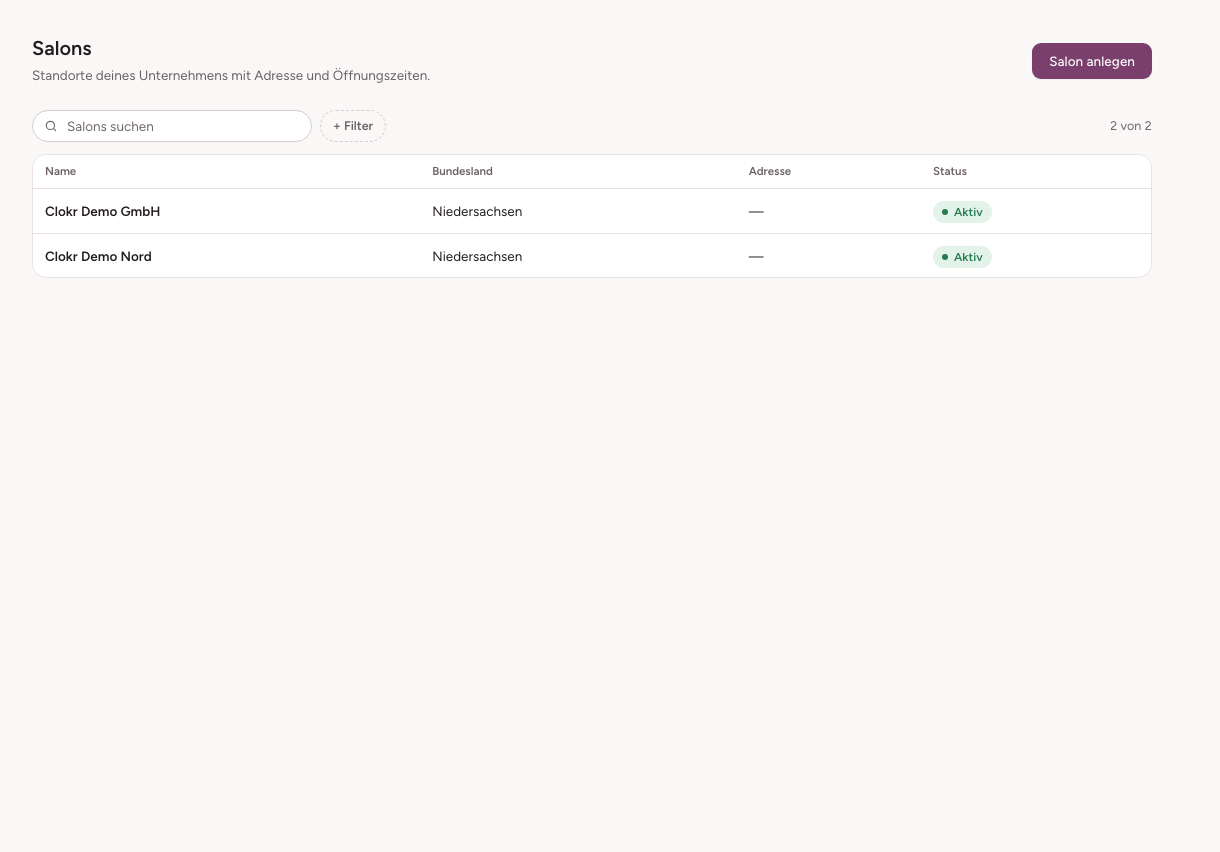 Salons
Standorte deines Unternehmens mit Adresse und Öffnungszeiten.
Salon anlegen
Salons suchen
+ Filter
2 von 2
Name Bundesland Adresse Status
Clokr Demo GmbH Niedersachsen — Aktiv
Clokr Demo Nord Niedersachsen — Aktiv